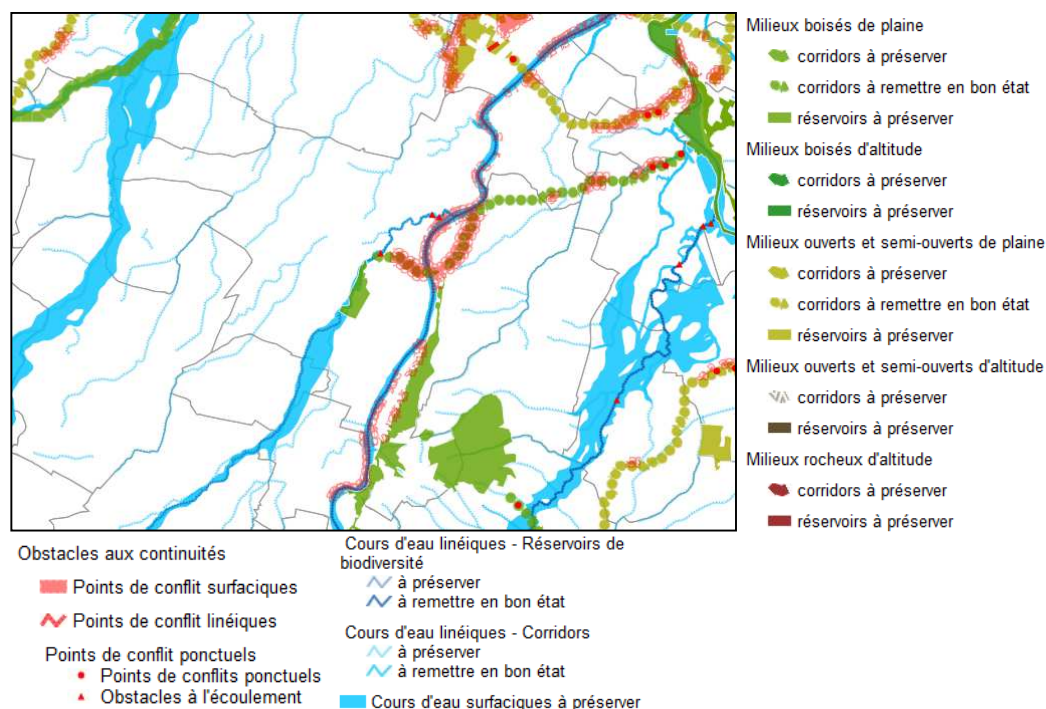 Milieux boisés de plaine
corridors à préserver
corridors à remettre en bon état
réservoirs à préserver
Milieux boisés d'altitude
corridors à préserver
réservoirs à préserver
Milieux ouverts et semi-ouverts de plaine
corridors à préserver
corridors à remettre en bon état
réservoirs à préserver
Milieux ouverts et semi-ouverts d'altitude
corridors à préserver
réservoirs à préserver
Milieux rocheux d'altitude
corridors à préserver
réservoirs à préserver
Obstacles aux continuités
Points de conflit surfaciques
Points de conflit linéiques
Points de conflit ponctuels
Points de conflits ponctuels
Obstacles à l'écoulement
Cours d'eau linéiques - Réservoirs de
biodiversité
à préserver
à remettre en bon état
Cours d'eau linéiques - Corridors
à préserver
à remettre en bon état
Cours d'eau surfaciques à préserver